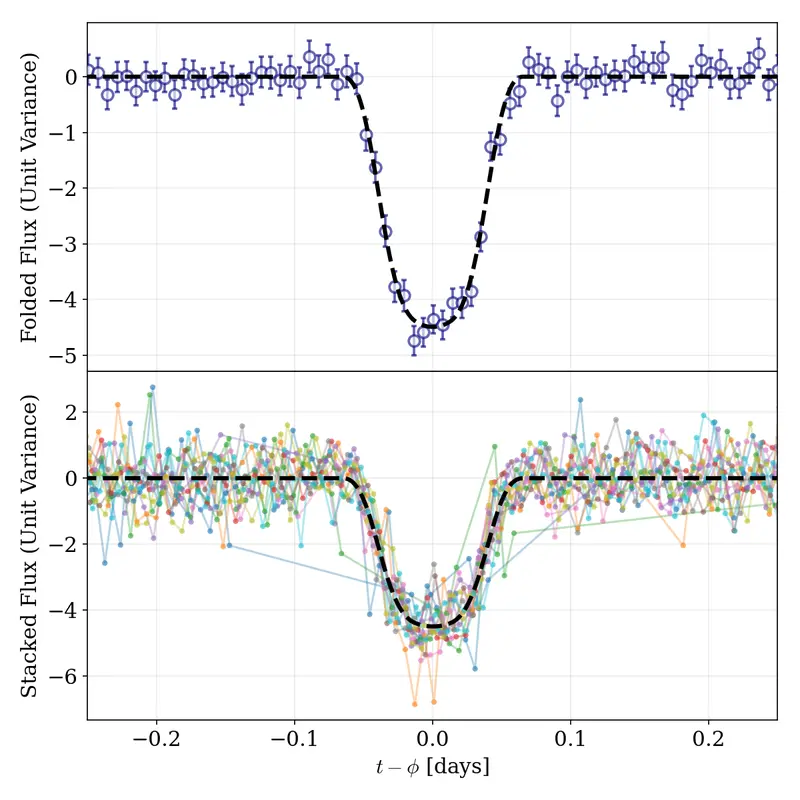 Folded Flux (Unit Variance)
0
−1
−2
−3
−4
−5
Stacked Flux (Unit Variance)
2
0
−2
−4
−6
−0.2 −0.1 0.0 0.1 0.2
t − ϕ [days]